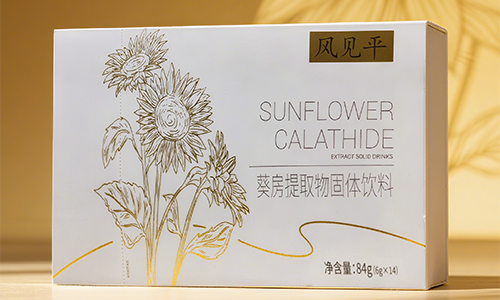 风见平
SUNFLOWER
CALATHIDE
EXTRACT SOLID DRINKS
葵房提取物固体饮料
净含量:84g(6g×14)